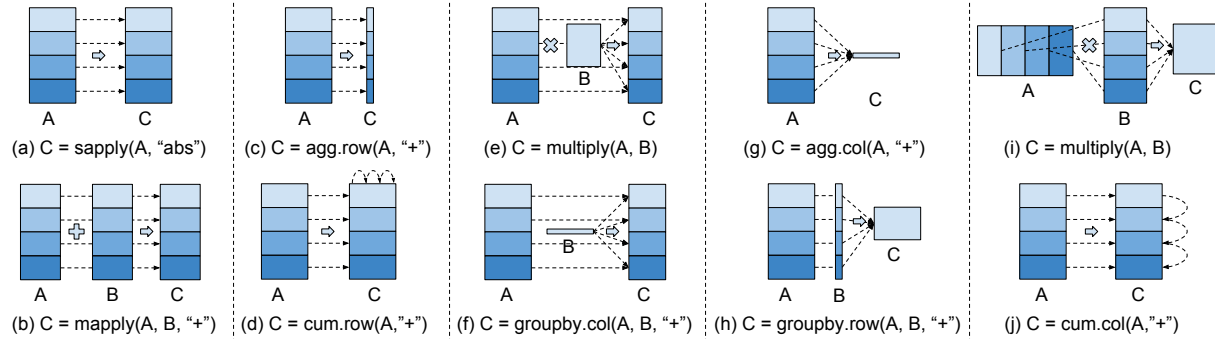 A C
(a) C = sapply(A, “abs”)
A B C
(b) C = mapply(A, B, “+”)
A C
(c) C = agg.row(A, “+”)
A C
(d) C = cum.row(A,”+”)
A B C
(e) C = multiply(A, B)
A B C
(f) C = groupby.col(A, B, “+”)
A C
(g) C = agg.col(A, “+”)
A B C
(h) C = groupby.row(A, B, “+”)
A B C
(i) C = multiply(A, B)
A C
(j) C = cum.col(A,”+”)